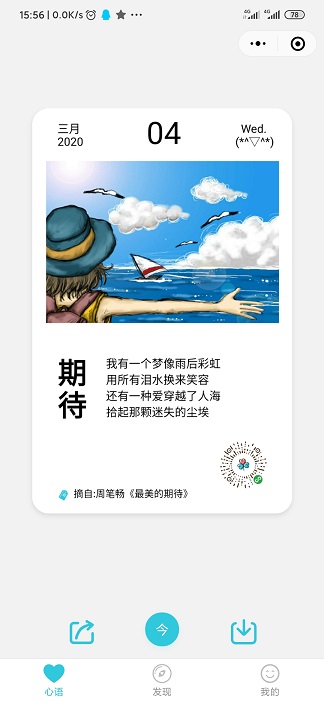 15:56 | 0.0K/s
4G 4G 78
三月
2020
04
Wed.
(*^▽^*)
期待
我有一个梦像雨后彩虹
用所有泪水换来笑容
还有一种爱穿越了人海
拾起那颗迷失的尘埃
摘自:周笔畅《最美的期待》
今
心语
发现
我的